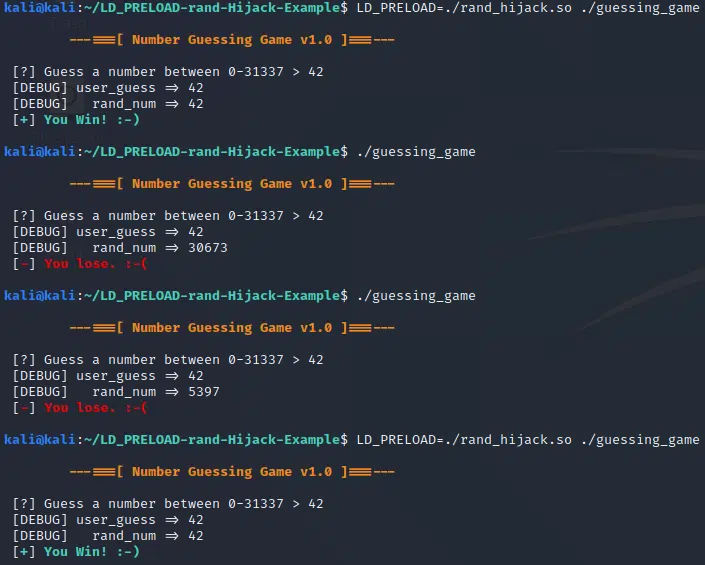 kali@kali:~/LD_PRELOAD-rand-Hijack-Example$ LD_PRELOAD=./rand_hijack.so ./guessing_game
---===[ Number Guessing Game v1.0 ]===---
[?] Guess a number between 0-31337 > 42
[DEBUG] user_guess => 42
[DEBUG]   rand_num => 42
[+] You Win! :-)
kali@kali:~/LD_PRELOAD-rand-Hijack-Example$ ./guessing_game
---===[ Number Guessing Game v1.0 ]===---
[?] Guess a number between 0-31337 > 42
[DEBUG] user_guess => 42
[DEBUG]   rand_num => 30673
[-] You lose. :-(
kali@kali:~/LD_PRELOAD-rand-Hijack-Example$ ./guessing_game
---===[ Number Guessing Game v1.0 ]===---
[?] Guess a number between 0-31337 > 42
[DEBUG] user_guess => 42
[DEBUG]   rand_num => 5397
[-] You lose. :-(
kali@kali:~/LD_PRELOAD-rand-Hijack-Example$ LD_PRELOAD=./rand_hijack.so ./guessing_game
---===[ Number Guessing Game v1.0 ]===---
[?] Guess a number between 0-31337 > 42
[DEBUG] user_guess => 42
[DEBUG]   rand_num => 42
[+] You Win! :-)